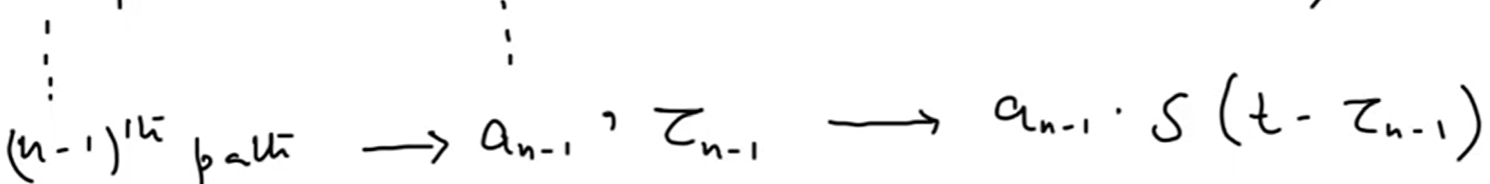 (n-1)th path → a_{n-1} , τ_{n-1} → a_{n-1} · S (t - τ_{n-1})